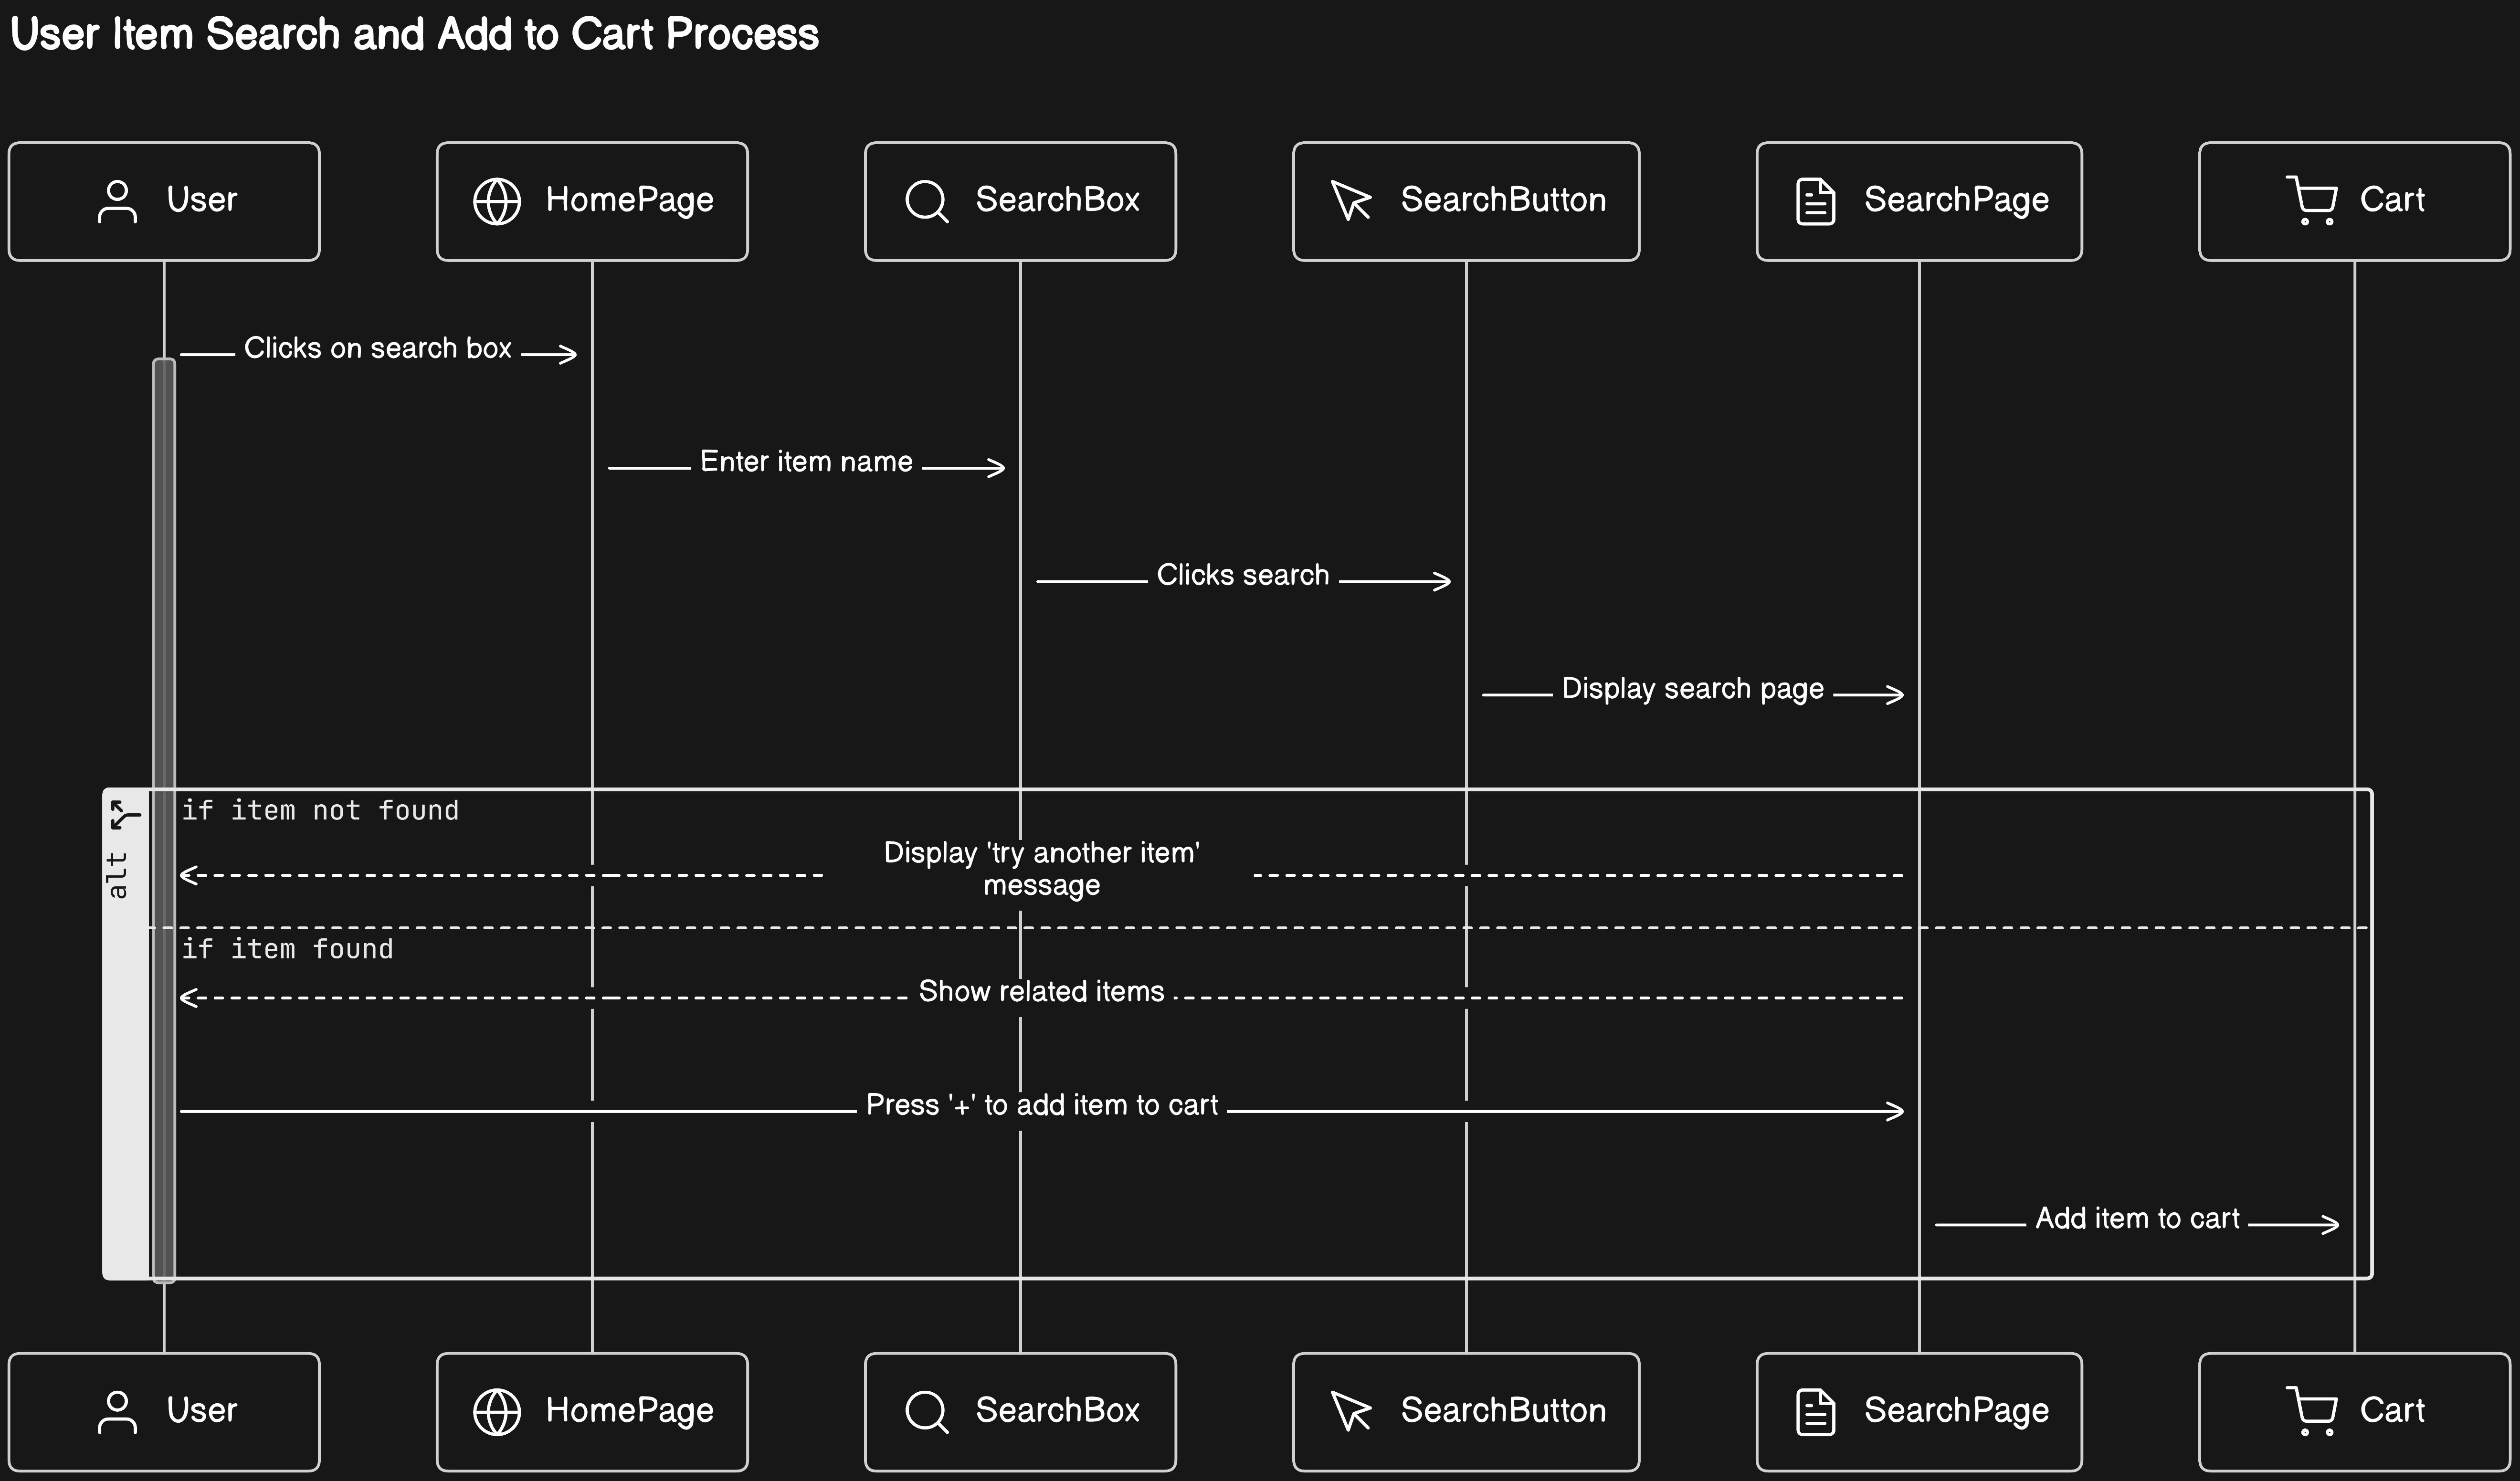 User Item Search and Add to Cart Process
User
HomePage
SearchBox
SearchButton
SearchPage
Cart
Clicks on search box
Enter item name
Clicks search
Display search page
alt
if item not found
Display 'try another item'
message
if item found
Show related items
Press '+' to add item to cart
Add item to cart
User
HomePage
SearchBox
SearchButton
SearchPage
Cart